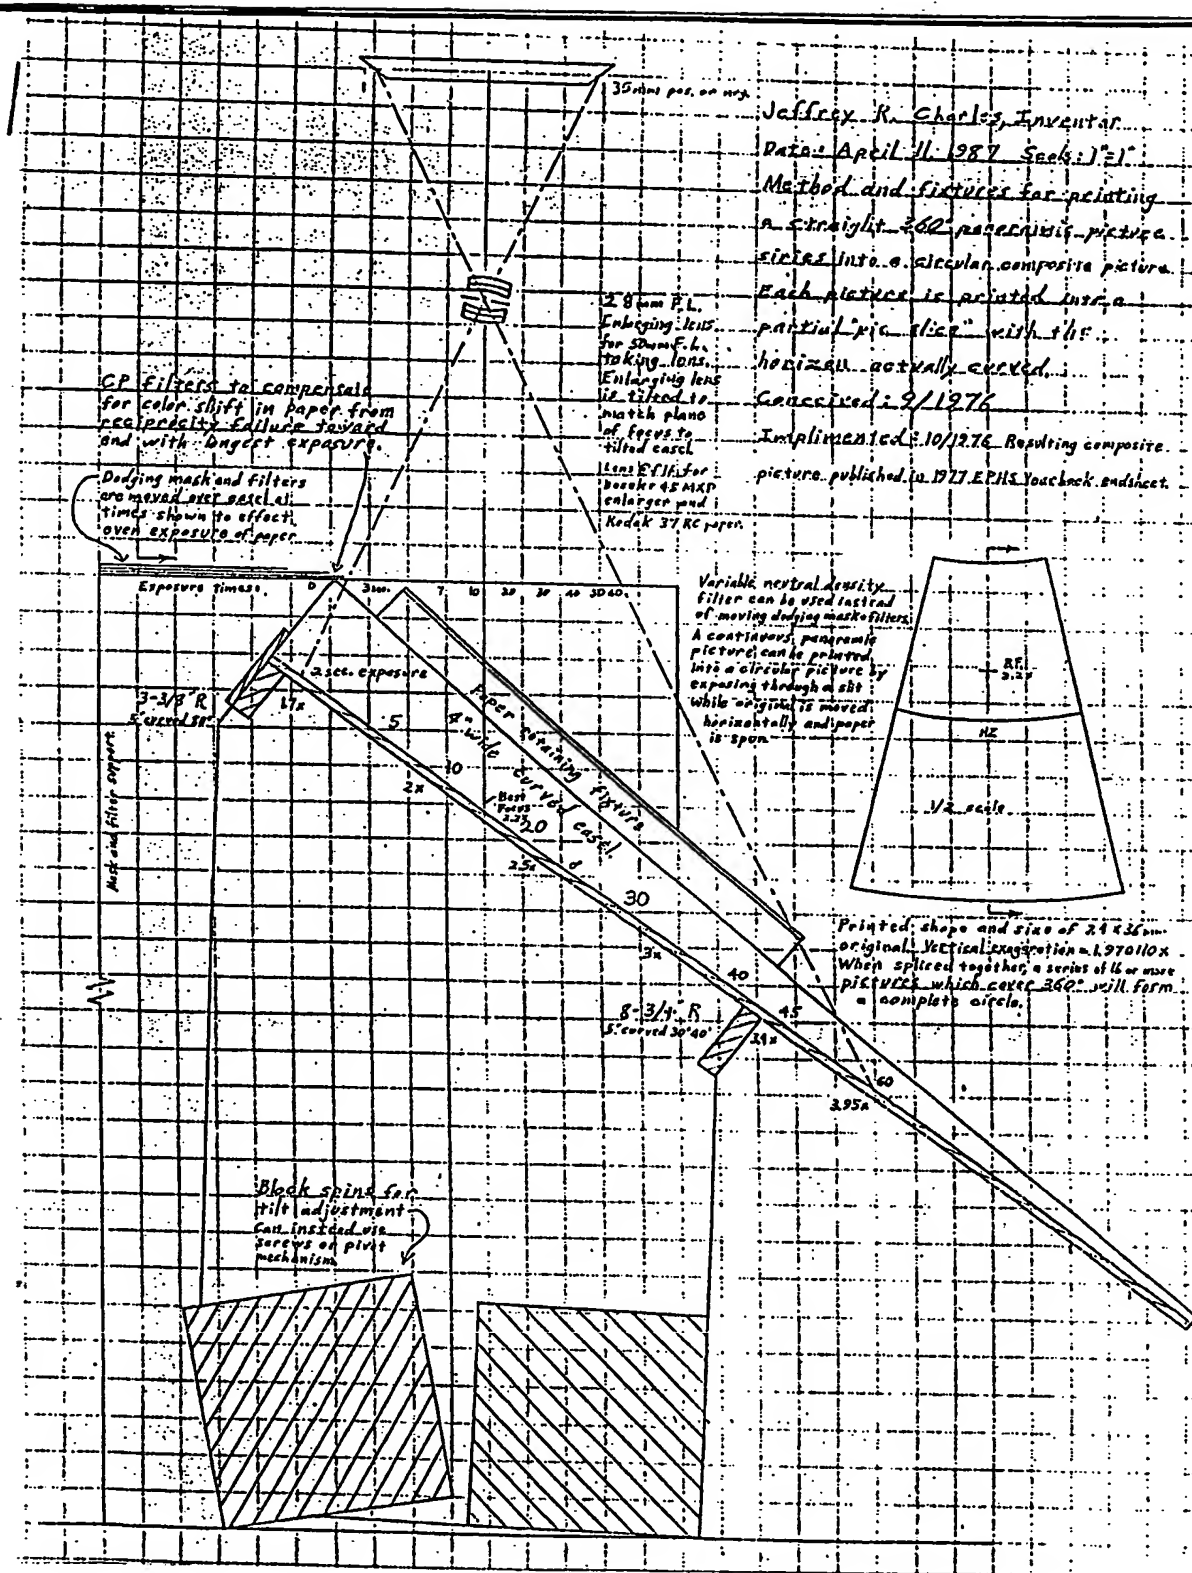 35mm pos. or neg.
Jeffrey R. Charles, Inventor
Date: April 11, 1987 Scale: 1"=1"
Method and fixtures for printing
a straight 360° panoramic picture
series into a circular composite picture.
Each picture is printed into a
partial "pie slice" with the
horizon actually curved.
Conceived: 9/1976
Implimented: 10/1976 Resulting composite
picture published in 1977 EPHS Yearbook endsheet.
28mm F.L.
Enlarging lens
for 50mm F.L.
taking lens.
Enlarging lens
is tilted to
match plane
of focus to
tilted easel.
Lens @ f16 for
45 MXT
enlarger and
Kodak 37 RC paper.
CP filters to compensate
for color shift in paper from
reciprocity failure toward
end with longest exposure.
Dodging mask and filters
are moved over easel at
times shown to effect
even exposure of paper
Exposure times:
0 3 sec. 7 10 20 30 40 50 60
2 sec. exposure
3-3/8" R
5" curved 50°
1.7x
5
10
2x
Best
Focus
20
2.5x
30
3x
40
45
3.4x
60
3.95x
Paper retaining fixture
4" wide curved easel
8-3/4" R
5" curved 30°40'
Mask and filter support
Variable neutral density
filter can be used instead
of moving dodging mask & filters.
A continuous panoramic
picture can be printed
into a circular picture by
exposing through a slit
while original is moved
horizontally and paper
is spun
RF
HZ
1/2 scale
Printed shape and size of 24 x 36mm
original. Vertical exaggeration = 1.970110x
When spliced together, a series of 16 or more
pictures which cover 360° will form
a complete circle.
Block spins for
tilt adjustment
Can instead use
screws or pivot
mechanism